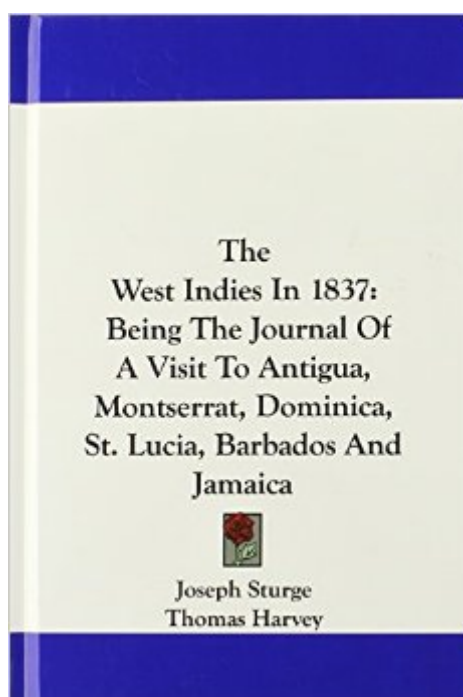 The
West Indies In 1837:
Being The Journal Of
A Visit To Antigua,
Montserrat, Dominica,
St. Lucia, Barbados And
Jamaica
Joseph Sturge
Thomas Harvey